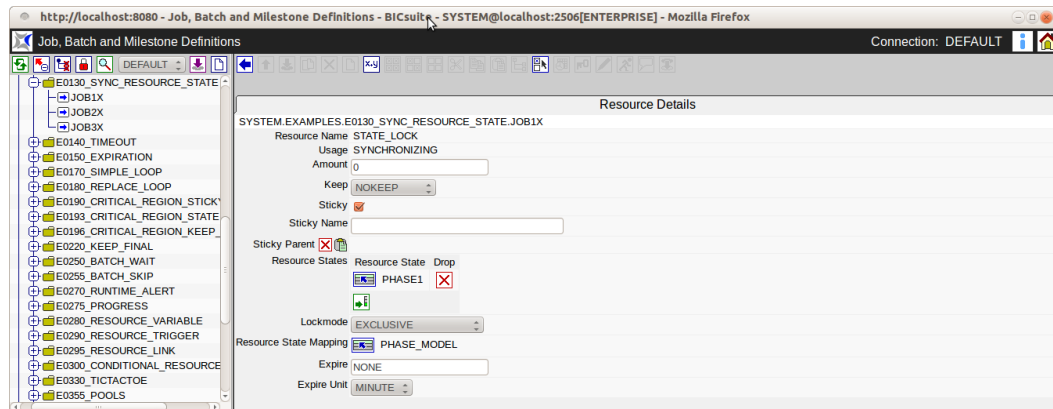 http://localhost:8080 - Job, Batch and Milestone Definitions - BICsuite - SYSTEM@localhost:2506[ENTERPRISE] - Mozilla Firefox
Job, Batch and Milestone Definitions
Connection: DEFAULT
DEFAULT
x,y
E0130_SYNC_RESOURCE_STATE
JOB1X
JOB2X
JOB3X
E0140_TIMEOUT
E0150_EXPIRATION
E0170_SIMPLE_LOOP
E0180_REPLACE_LOOP
E0190_CRITICAL_REGION_STICKY
E0193_CRITICAL_REGION_STATE
E0196_CRITICAL_REGION_KEEP_
E0220_KEEP_FINAL
E0250_BATCH_WAIT
E0255_BATCH_SKIP
E0270_RUNTIME_ALERT
E0275_PROGRESS
E0280_RESOURCE_VARIABLE
E0290_RESOURCE_TRIGGER
E0295_RESOURCE_LINK
E0300_CONDITIONAL_RESOURCE
E0330_TICTACTOE
E0355_POOLS
Resource Details
SYSTEM.EXAMPLES.E0130_SYNC_RESOURCE_STATE.JOB1X
Resource Name STATE_LOCK
Usage SYNCHRONIZING
Amount 0
Keep NOKEEP
Sticky
Sticky Name
Sticky Parent
Resource States Resource State Drop
PHASE1
Lockmode EXCLUSIVE
Resource State Mapping PHASE_MODEL
Expire NONE
Expire Unit MINUTE